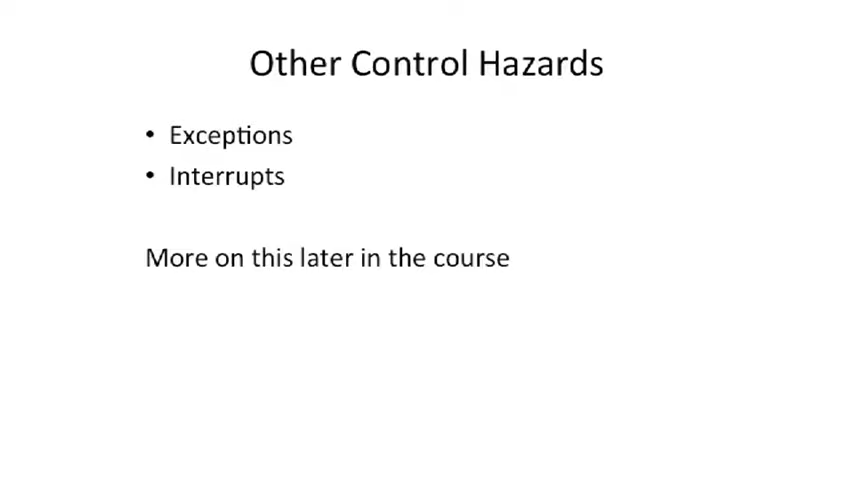 Other Control Hazards
• Exceptions
• Interrupts
More on this later in the course